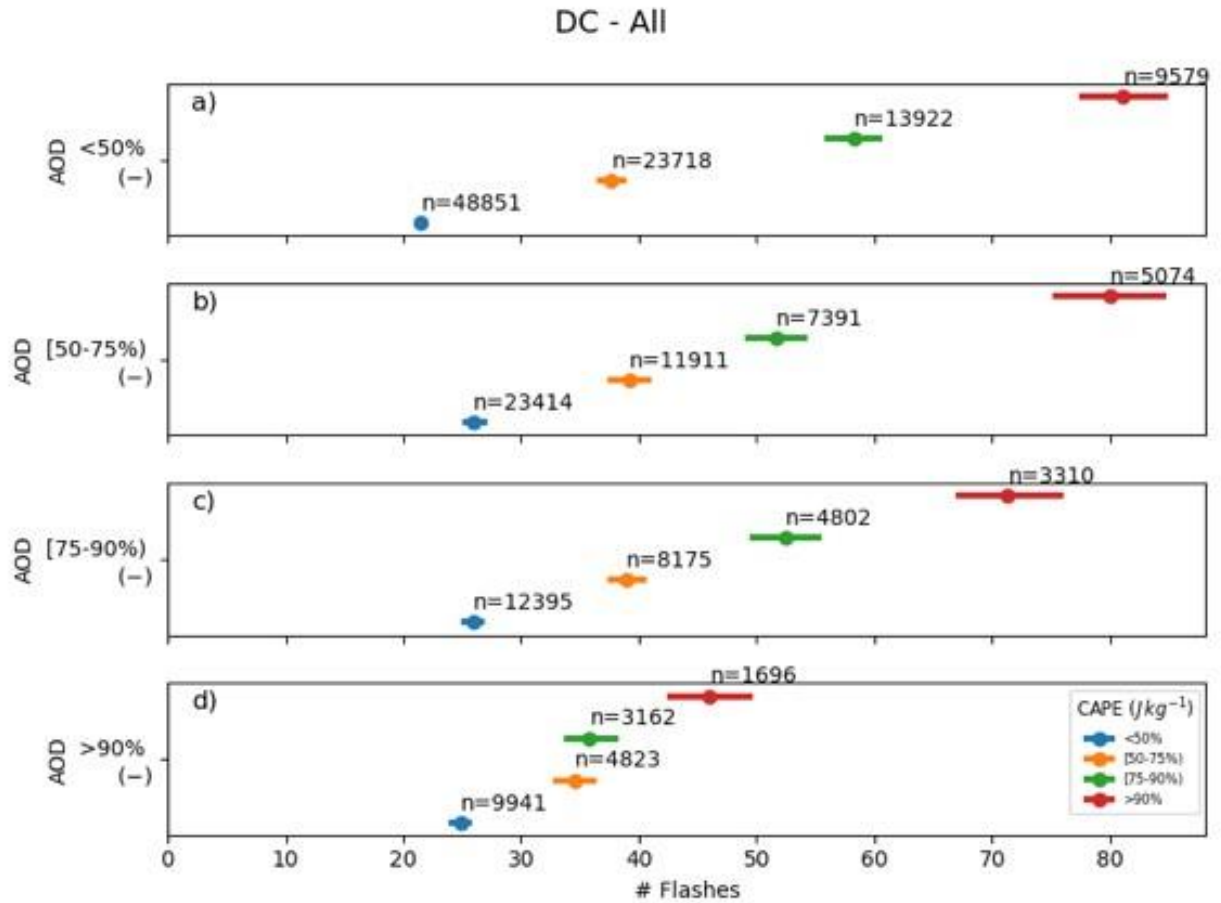 DC - All
a)
n=9579
n=13922
n=23718
n=48851
AOD <50%
(−)
b)
n=5074
n=7391
n=11911
n=23414
AOD [50-75%)
(−)
c)
n=3310
n=4802
n=8175
n=12395
AOD [75-90%)
(−)
d)
n=1696
n=3162
n=4823
n=9941
AOD >90%
(−)
CAPE (Jkg⁻¹)
<50%
[50-75%)
[75-90%)
>90%
0 10 20 30 40 50 60 70 80
# Flashes